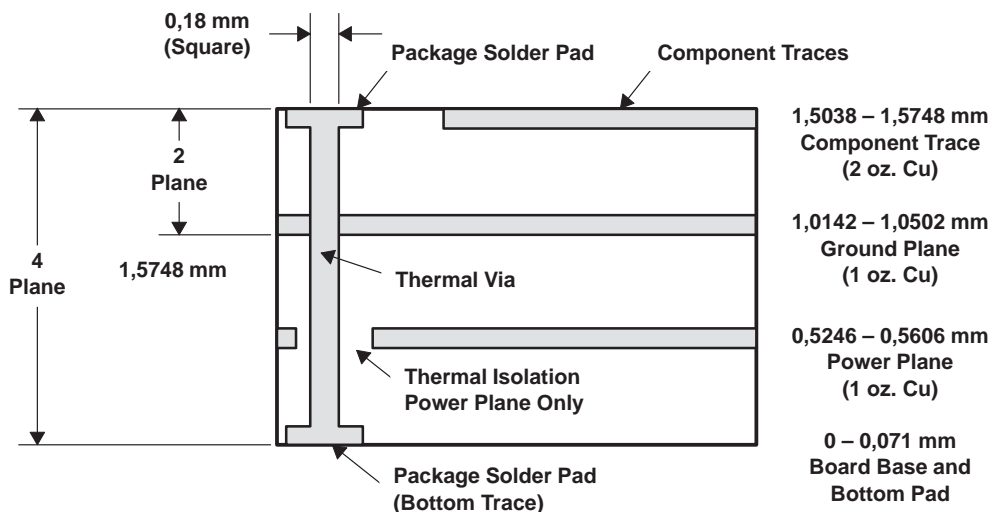 0,18 mm
(Square)
Package Solder Pad
Component Traces
1,5038 – 1,5748 mm
Component Trace
(2 oz. Cu)
2
Plane
1,0142 – 1,0502 mm
Ground Plane
(1 oz. Cu)
4
Plane
1,5748 mm
Thermal Via
0,5246 – 0,5606 mm
Power Plane
(1 oz. Cu)
Thermal Isolation
Power Plane Only
0 – 0,071 mm
Board Base and
Bottom Pad
Package Solder Pad
(Bottom Trace)